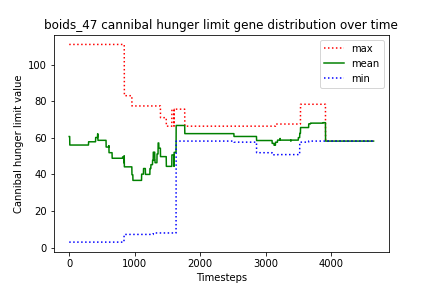 boids_47 cannibal hunger limit gene distribution over time
max
mean
min
Cannibal hunger limit value
100
80
60
40
20
0
0 1000 2000 3000 4000
Timesteps